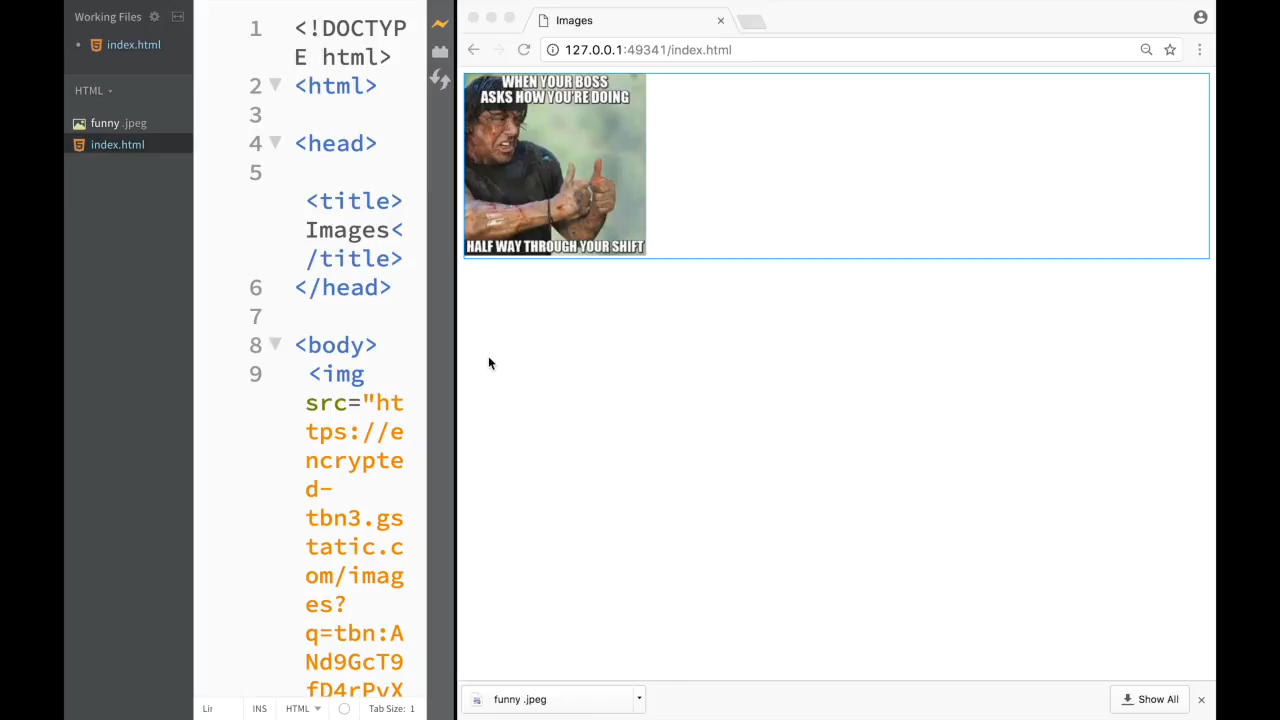 Working Files
index.html
HTML
funny .jpeg
index.html
1 <!DOCTYP
E html>
2 <html>
3
4 <head>
5
<title>
Images<
/title>
6 </head>
7
8 <body>
9 <img
src="ht
tps://e
ncrypte
d-
tbn3.gs
tatic.c
om/imag
es?
q=tbn:A
Nd9GcT9
fD4rPvX
INS HTML Tab Size: 1
Images
127.0.0.1:49341/index.html
WHEN YOUR BOSS
ASKS HOW YOU'RE DOING
HALF WAY THROUGH YOUR SHIFT
funny .jpeg
Show All